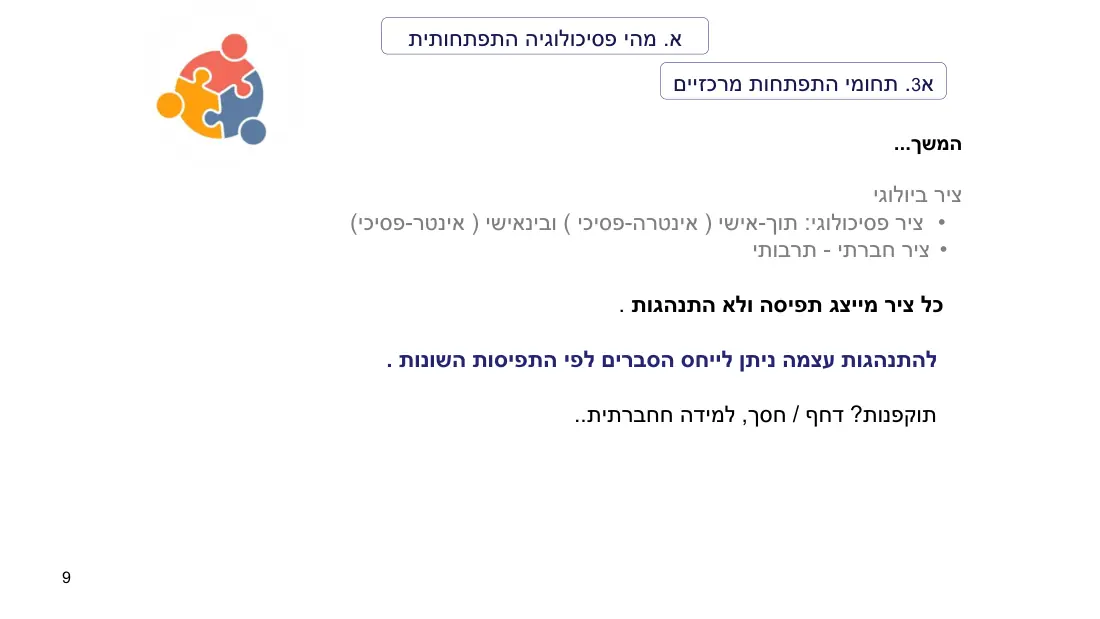 א. מהי פסיכולוגיה התפתחותית
א3. תחומי התפתחות מרכזיים
המשך...
ציר ביולוגי
• ציר פסיכולוגי: תוך-אישי ( אינטרה-פסיכי ) ובינאישי ( אינטר-פסיכי)
• ציר חברתי - תרבותי
כל ציר מייצג תפיסה ולא התנהגות .
להתנהגות עצמה ניתן לייחס הסברים לפי התפיסות השונות .
תוקפנות? דחף / חסך, למידה חחברתית..
9